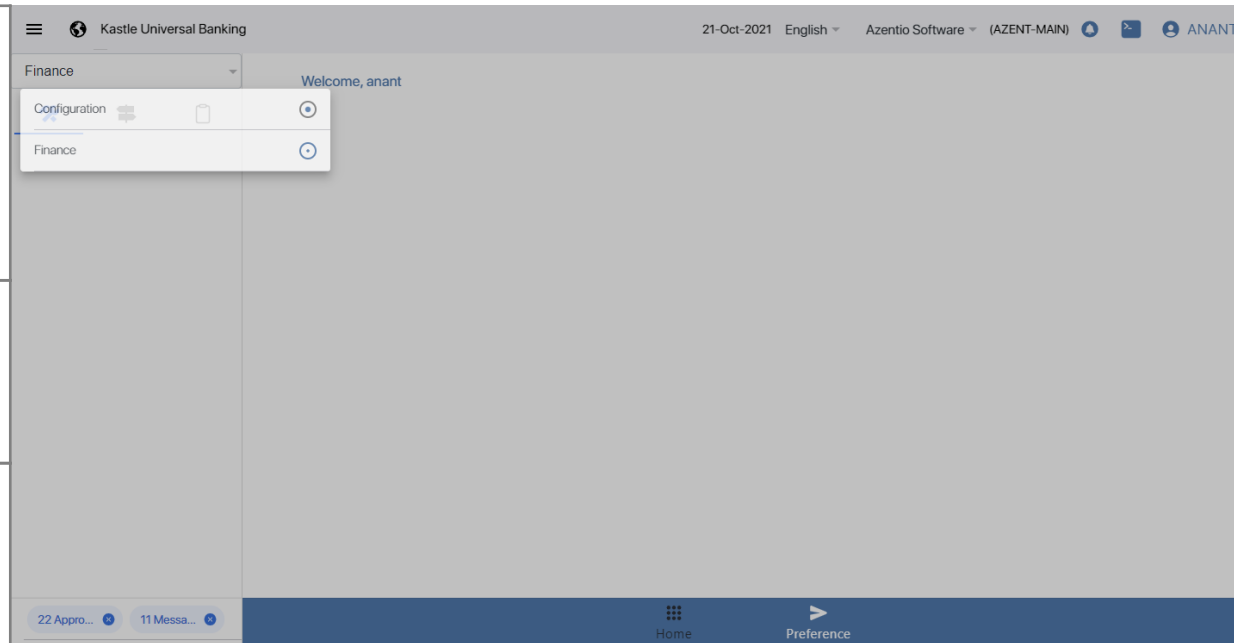 Kastle Universal Banking 21-Oct-2021 English Azentio Software (AZENT-MAIN) ANANT
Finance
Welcome, anant
Configuration
Finance
22 Appro... 11 Messa...
Home Preference